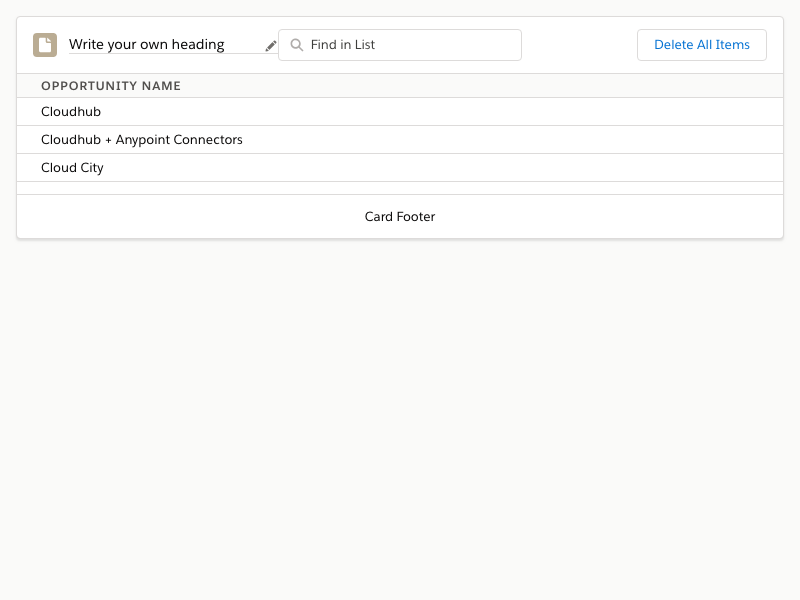 Write your own heading
Find in List
Delete All Items
OPPORTUNITY NAME
Cloudhub
Cloudhub + Anypoint Connectors
Cloud City
Card Footer